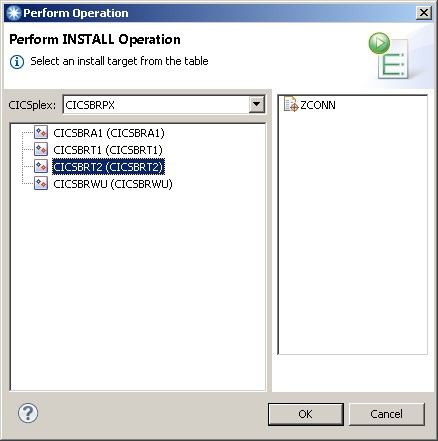 Perform Operation
Perform INSTALL Operation
Select an install target from the table
CICSplex: CICSBRPX
CICSBRA1 (CICSBRA1)
CICSBRT1 (CICSBRT1)
CICSBRT2 (CICSBRT2)
CICSBRWU (CICSBRWU)
ZCONN
OK
Cancel